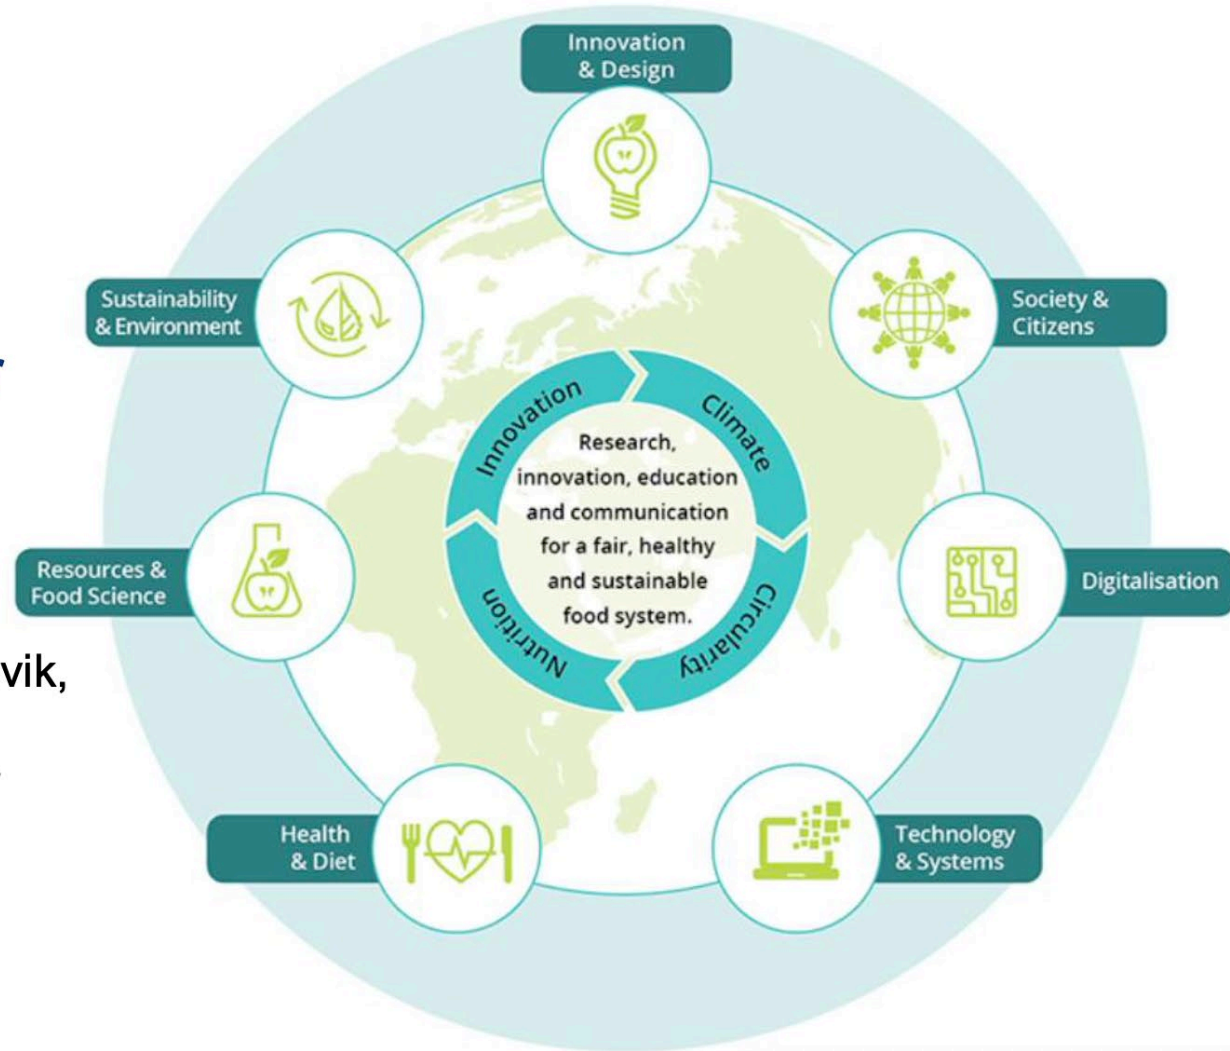 Innovation
& Design
Sustainability
& Environment
Society &
Citizens
Innovation
Climate
Research,
innovation, education
and communication
for a fair, healthy
and sustainable
food system.
Nutrition
Circularity
Resources &
Food Science
Digitalisation
vik,
Health
& Diet
Technology
& Systems